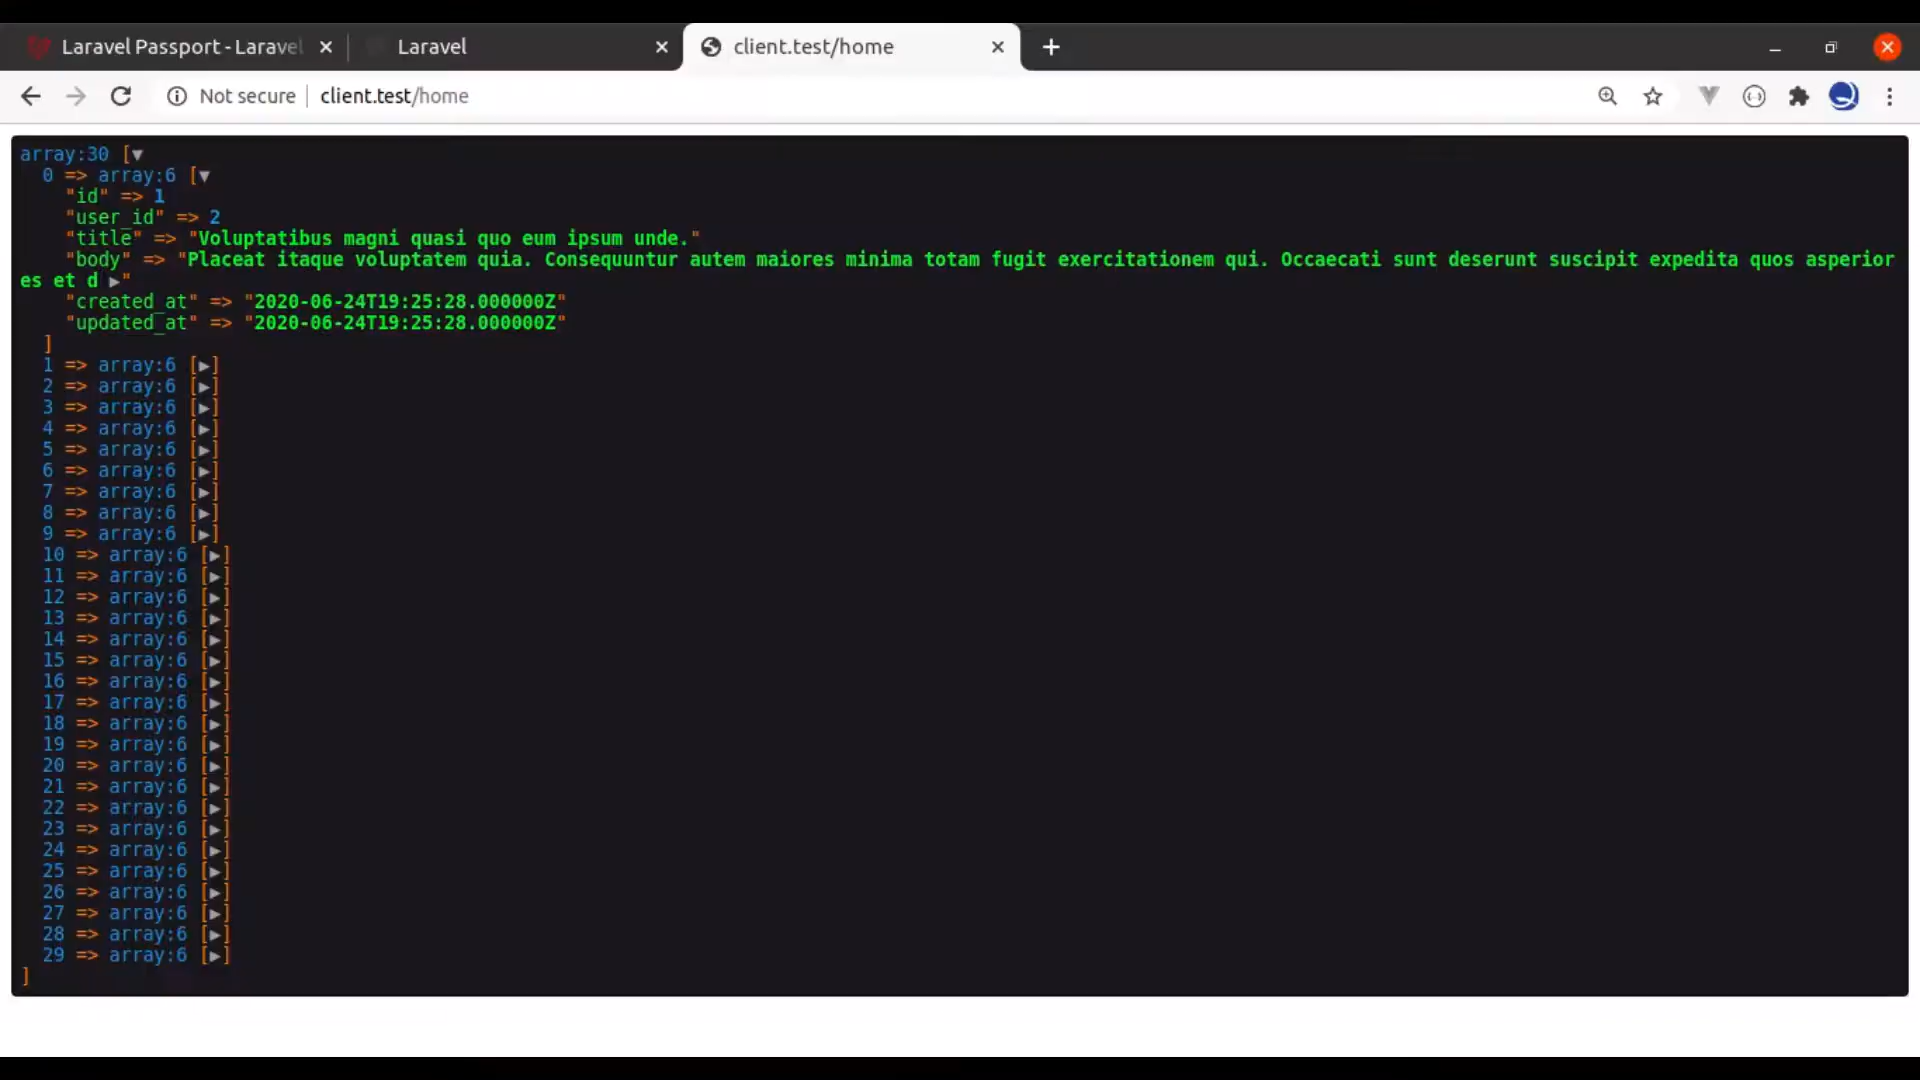 Laravel Passport - Laravel
Laravel
client.test/home
Not secure
client.test/home
array:30 [▼
0 => array:6 [▼
"id" => 1
"user_id" => 2
"title" => "Voluptatibus magni quasi quo eum ipsum unde."
"body" => "Placeat itaque voluptatem quia. Consequuntur autem maiores minima totam fugit exercitationem qui. Occaecati sunt deserunt suscipit expedita quos asperior
es et d ▶"
"created_at" => "2020-06-24T19:25:28.000000Z"
"updated_at" => "2020-06-24T19:25:28.000000Z"
]
1 => array:6 [▶]
2 => array:6 [▶]
3 => array:6 [▶]
4 => array:6 [▶]
5 => array:6 [▶]
6 => array:6 [▶]
7 => array:6 [▶]
8 => array:6 [▶]
9 => array:6 [▶]
10 => array:6 [▶]
11 => array:6 [▶]
12 => array:6 [▶]
13 => array:6 [▶]
14 => array:6 [▶]
15 => array:6 [▶]
16 => array:6 [▶]
17 => array:6 [▶]
18 => array:6 [▶]
19 => array:6 [▶]
20 => array:6 [▶]
21 => array:6 [▶]
22 => array:6 [▶]
23 => array:6 [▶]
24 => array:6 [▶]
25 => array:6 [▶]
26 => array:6 [▶]
27 => array:6 [▶]
28 => array:6 [▶]
29 => array:6 [▶]
]